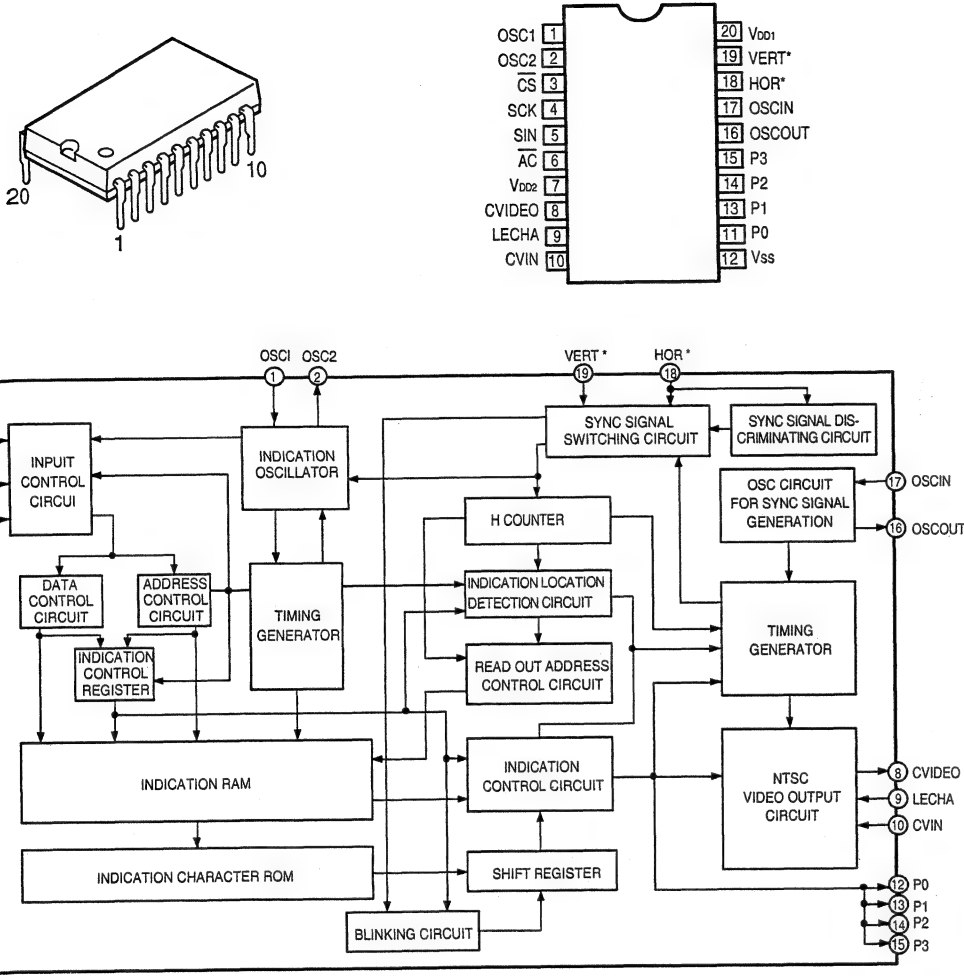 20
10
1
OSC1 1
OSC2 2
CS 3
SCK 4
SIN 5
AC 6
VDD2 7
CVIDEO 8
LECHA 9
CVIN 10
20 VDD1
19 VERT*
18 HOR*
17 OSCIN
16 OSCOUT
15 P3
14 P2
13 P1
11 P0
12 VSS
OSCI OSC2
1 2
VERT * HOR *
19 18
INPUIT
CONTROL
CIRCUI
INDICATION
OSCILLATOR
SYNC SIGNAL
SWITCHING CIRCUIT
SYNC SIGNAL DIS-
CRIMINATING CIRCUIT
OSC CIRCUIT
FOR SYNC SIGNAL
GENERATION
17 OSCIN
16 OSCOUT
H COUNTER
DATA
CONTROL
CIRCUIT
ADDRESS
CONTROL
CIRCUIT
TIMING
GENERATOR
INDICATION LOCATION
DETECTION CIRCUIT
TIMING
GENERATOR
INDICATION
CONTROL
REGISTER
READ OUT ADDRESS
CONTROL CIRCUIT
INDICATION RAM
INDICATION
CONTROL CIRCUIT
NTSC
VIDEO OUTPUT
CIRCUIT
8 CVIDEO
9 LECHA
10 CVIN
INDICATION CHARACTER ROM
SHIFT REGISTER
BLINKING CIRCUIT
12 P0
13 P1
14 P2
15 P3